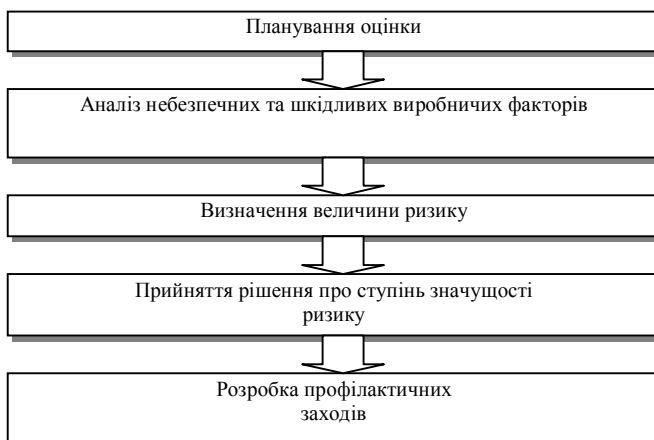 Планування оцінки
Аналіз небезпечних та шкідливих виробничих факторів
Визначення величини ризику
Прийняття рішення про ступінь значущості
ризику
Розробка профілактичних
заходів